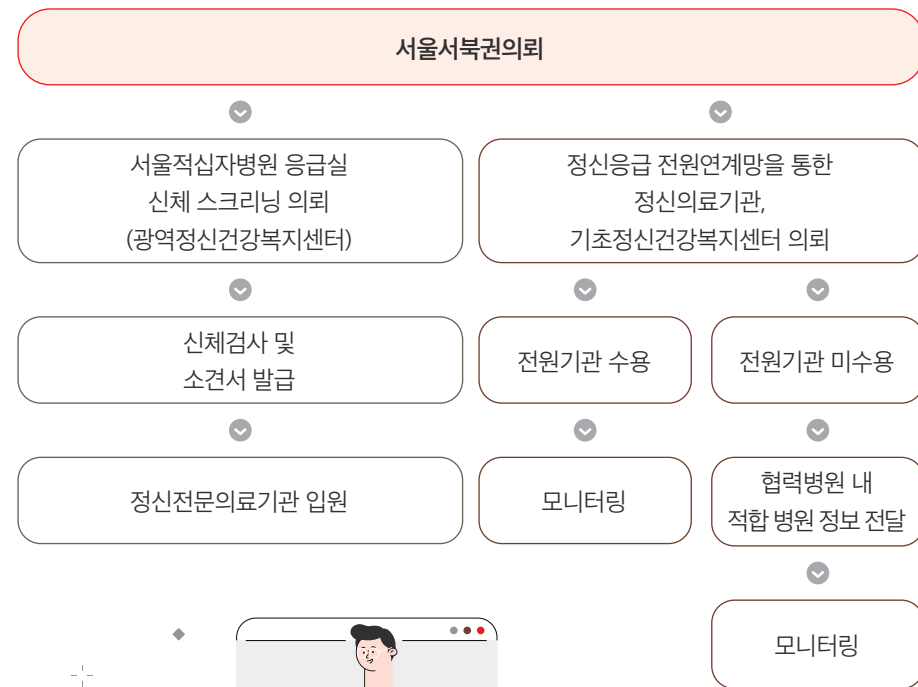 서울서북권의뢰
서울적십자병원 응급실
신체 스크리닝 의뢰
(광역정신건강복지센터)
정신응급 전원연계망을 통한
정신의료기관,
기초정신건강복지센터 의뢰
신체검사 및
소견서 발급
전원기관 수용
전원기관 미수용
정신전문의료기관 입원
모니터링
협력병원 내
적합 병원 정보 전달
모니터링